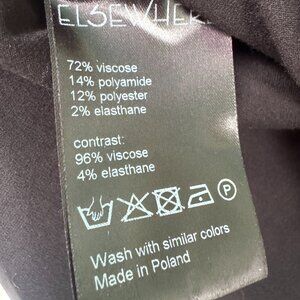 ELSEWHERE
72% viscose
14% polyamide
12% polyester
2% elasthane
contrast:
96% viscose
4% elasthane
P
Wash with similar colors
Made in Poland